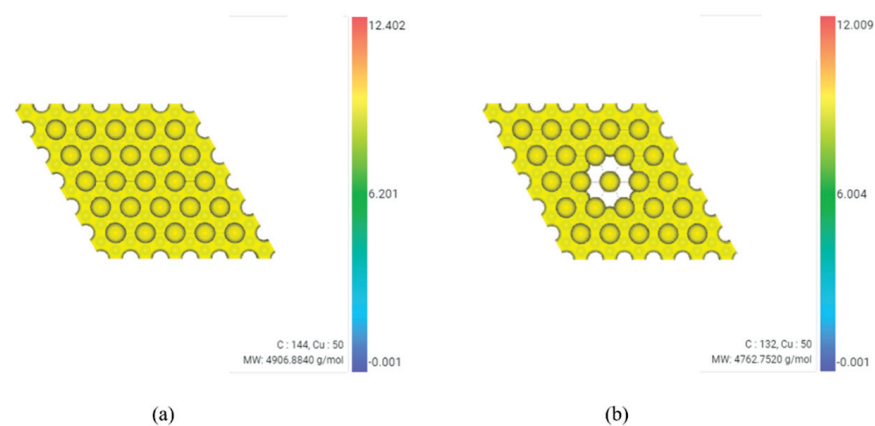 12.402
6.201
-0.001
C : 144, Cu : 50
MW: 4906.8840 g/mol
(a)
12.009
6.004
-0.001
C : 132, Cu : 50
MW: 4762.7520 g/mol
(b)